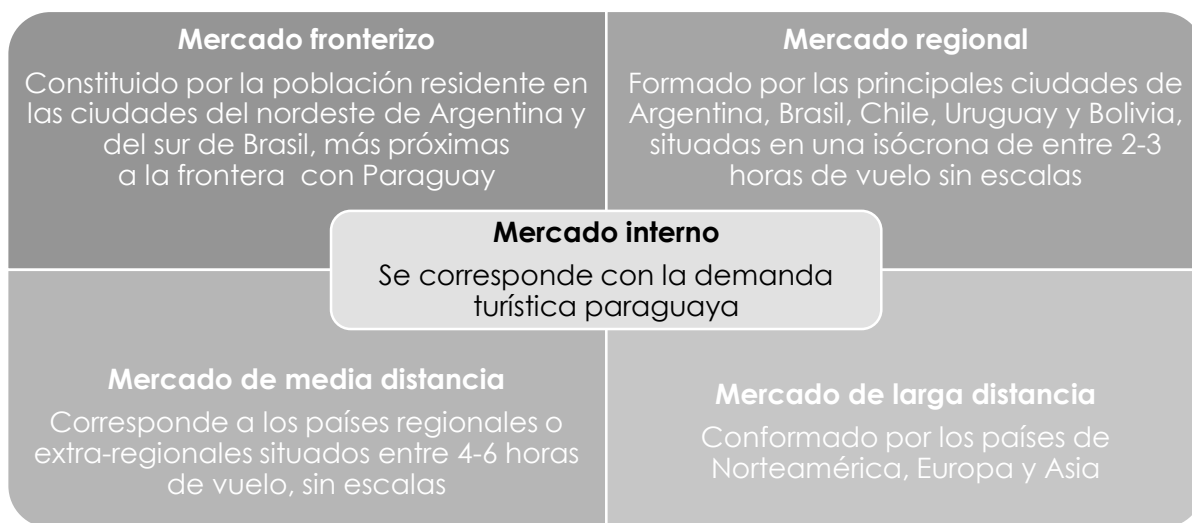 Mercado fronterizo
Constituido por la población residente en
las ciudades del nordeste de Argentina y
del sur de Brasil, más próximas
a la frontera con Paraguay
Mercado regional
Formado por las principales ciudades de
Argentina, Brasil, Chile, Uruguay y Bolivia,
situadas en una isócrona de entre 2-3
horas de vuelo sin escalas
Mercado interno
Se corresponde con la demanda
turística paraguaya
Mercado de media distancia
Corresponde a los países regionales o
extra-regionales situados entre 4-6 horas
de vuelo, sin escalas
Mercado de larga distancia
Conformado por los países de
Norteamérica, Europa y Asia